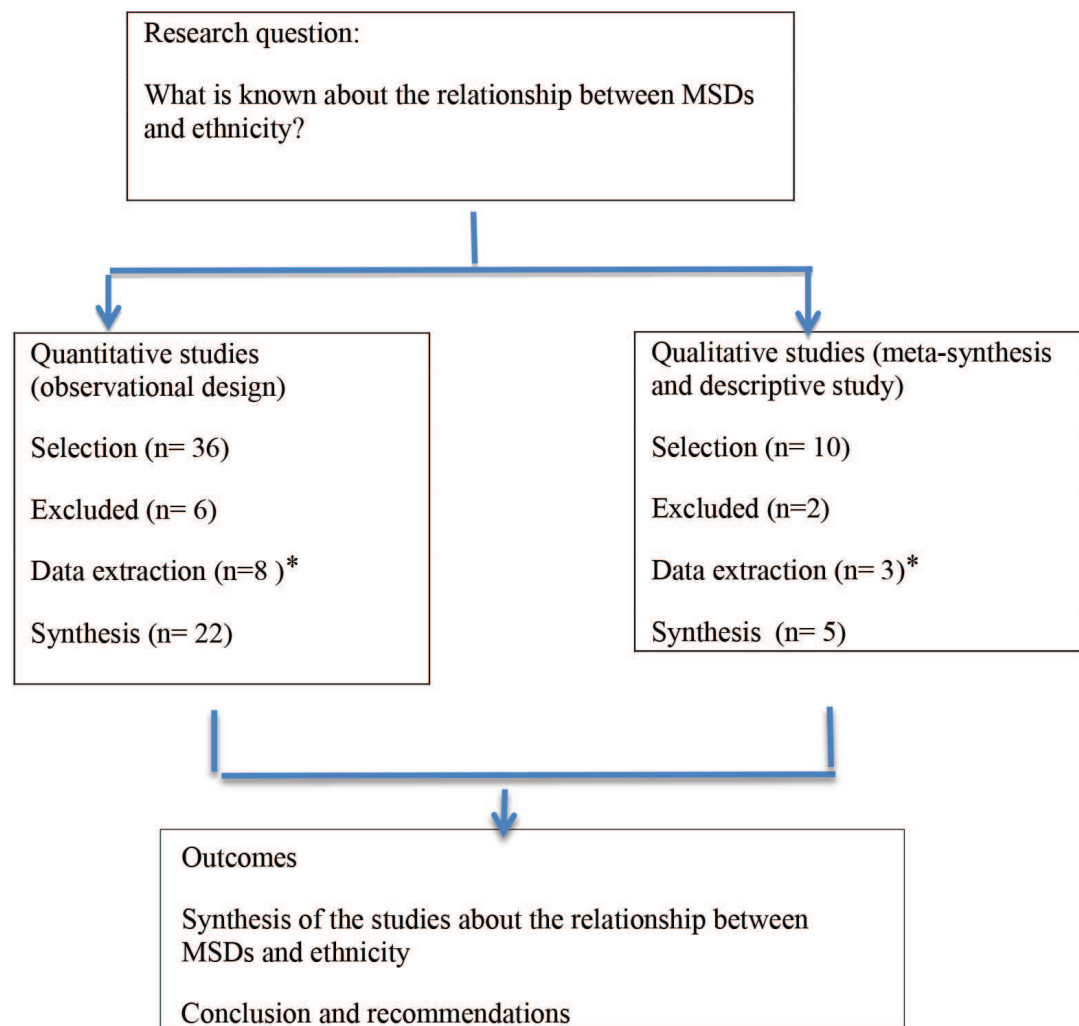 Research question:
What is known about the relationship between MSDs
and ethnicity?
Quantitative studies
(observational design)
Selection (n= 36)
Excluded (n= 6)
Data extraction (n=8 )*
Synthesis (n= 22)
Qualitative studies (meta-synthesis
and descriptive study)
Selection (n= 10)
Excluded (n=2)
Data extraction (n= 3)*
Synthesis  (n= 5)
Outcomes
Synthesis of the studies about the relationship between
MSDs and ethnicity
Conclusion and recommendations